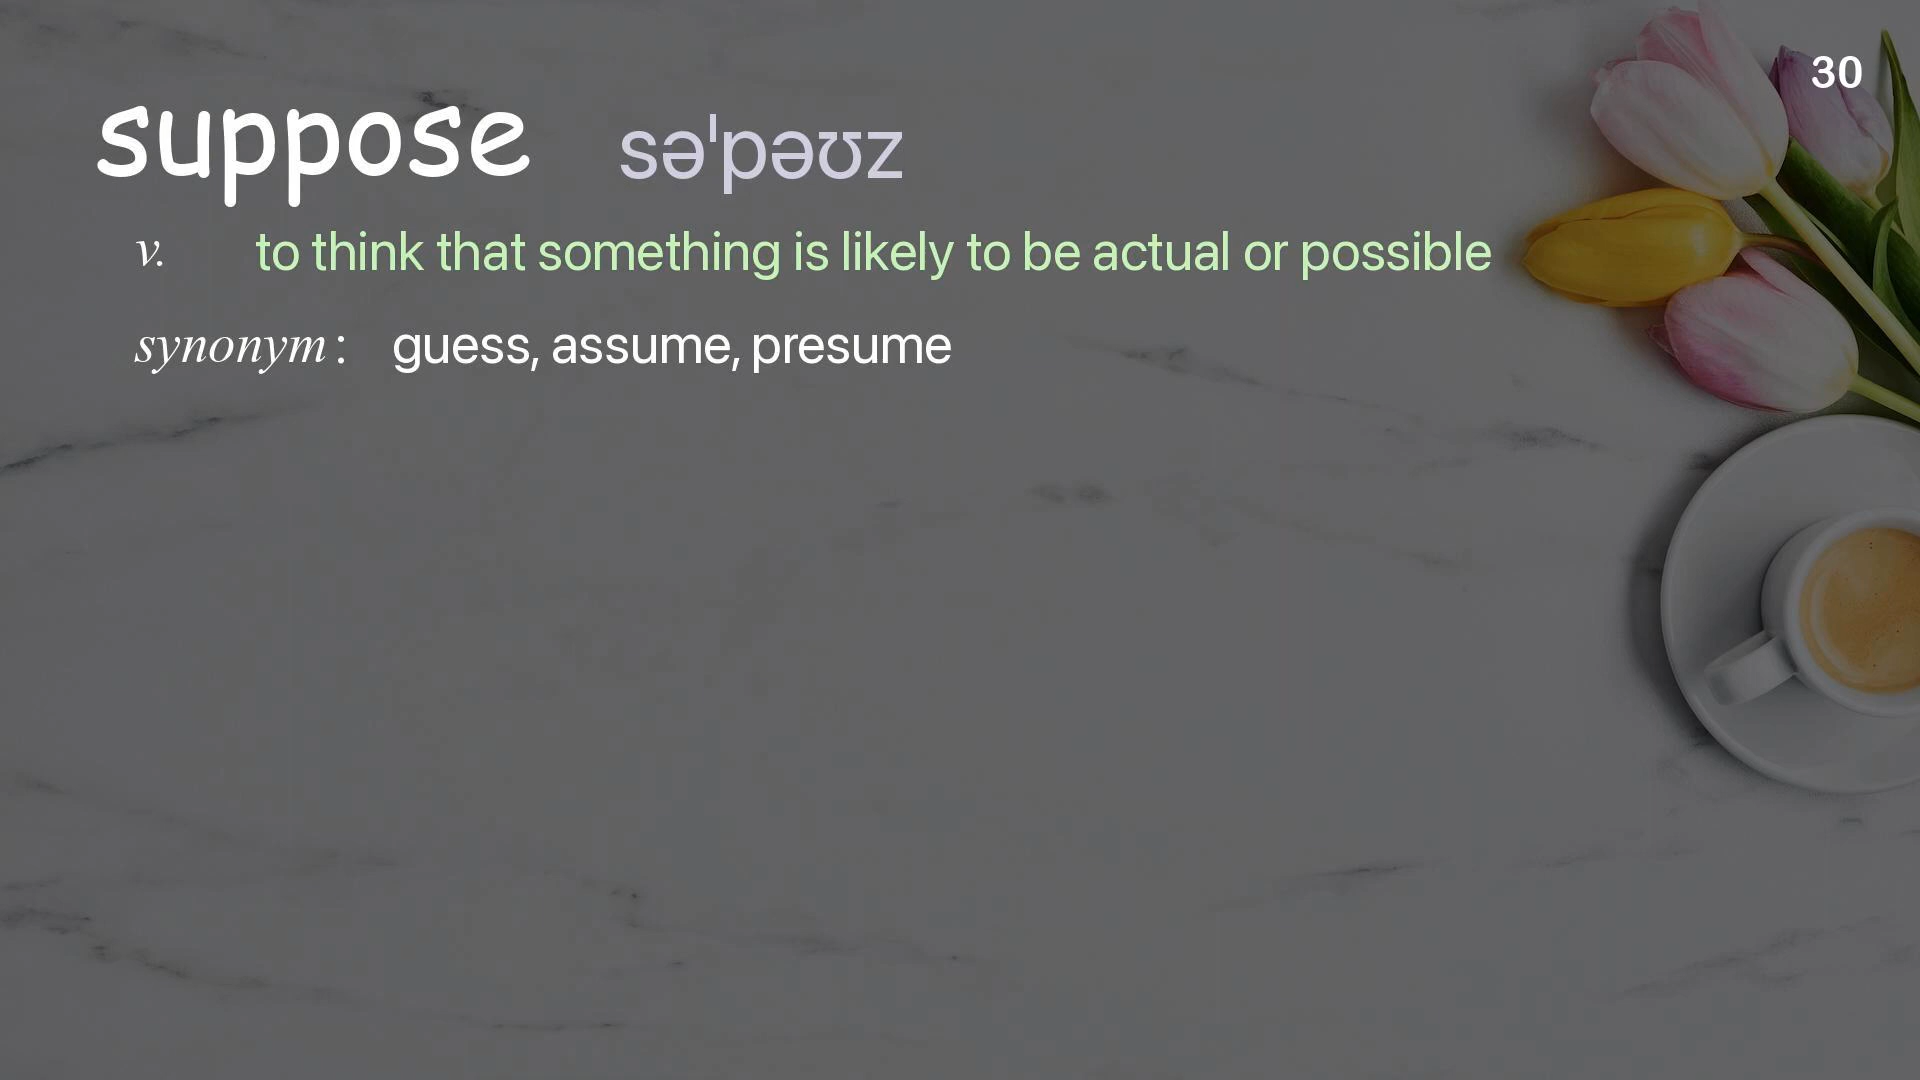 30
suppose səˈpəʊz
v. to think that something is likely to be actual or possible
synonym : guess, assume, presume